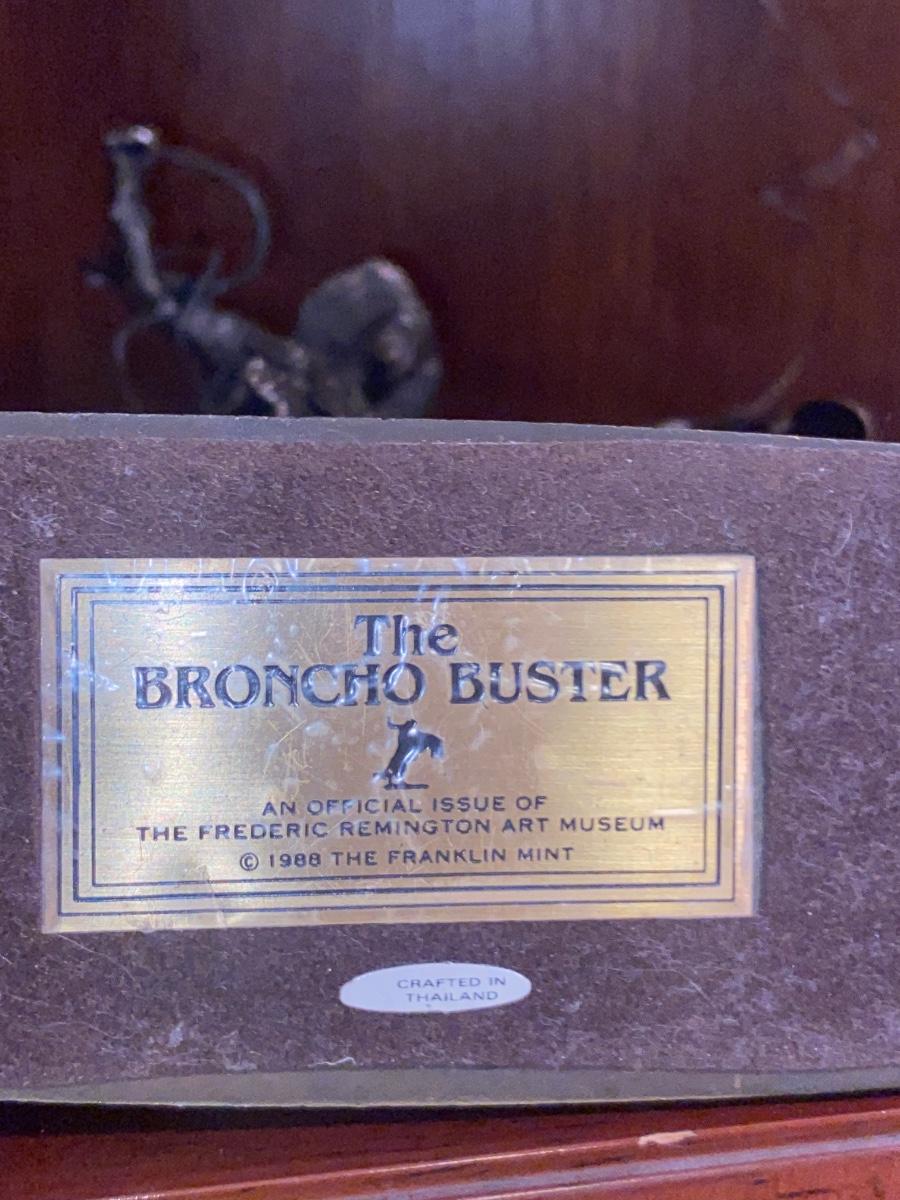 The
BRONCHO BUSTER
AN OFFICIAL ISSUE OF
THE FREDERIC REMINGTON ART MUSEUM
© 1988 THE FRANKLIN MINT
CRAFTED IN
THAILAND